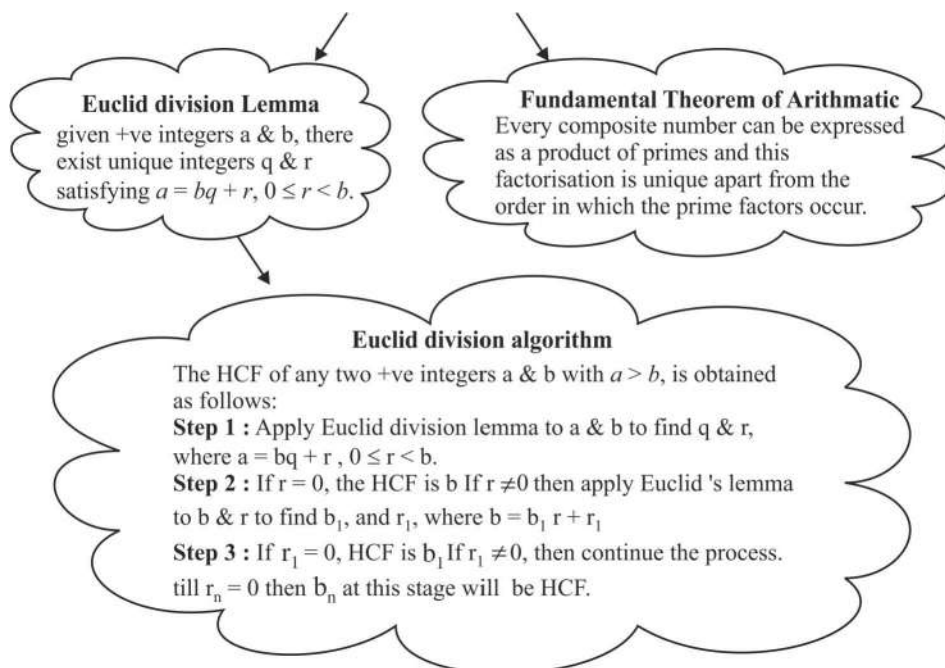 Euclid division Lemma
given +ve integers a & b, there
exist unique integers q & r
satisfying a = bq + r, 0 ≤ r < b.
Fundamental Theorem of Arithmatic
Every composite number can be expressed
as a product of primes and this
factorisation is unique apart from the
order in which the prime factors occur.
Euclid division algorithm
The HCF of any two +ve integers a & b with a > b, is obtained
as follows:
Step 1 : Apply Euclid division lemma to a & b to find q & r,
where a = bq + r , 0 ≤ r < b.
Step 2 : If r = 0, the HCF is b If r ≠0 then apply Euclid 's lemma
to b & r to find b₁, and r₁, where b = b₁ r + r₁
Step 3 : If r₁ = 0, HCF is b₁ If r₁ ≠0, then continue the process.
till rₙ = 0 then bₙ at this stage will be HCF.